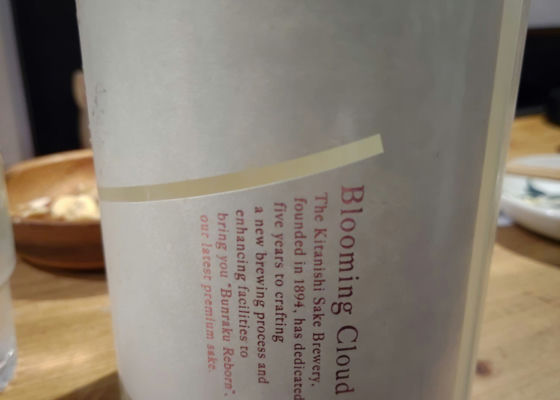 Blooming Cloud
The Kitanishi Sake Brewery,
founded in 1894, has dedicated
five years to crafting
a new brewing process and
enhancing facilities to
bring you "Bunraku Reborn".
our latest premium sake.